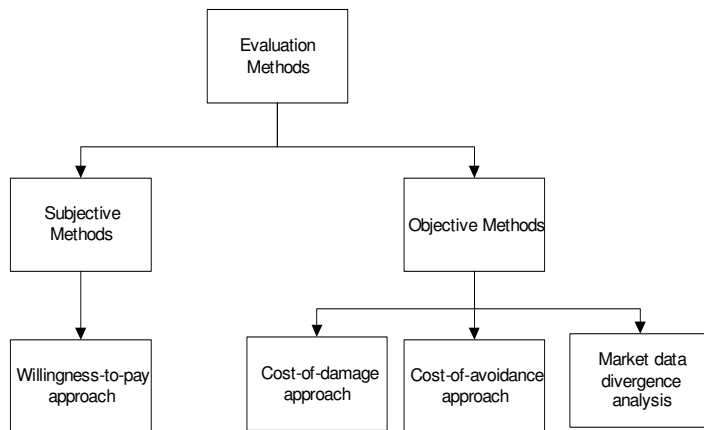 Evaluation
Methods
Subjective
Methods
Objective Methods
Willingness-to-pay
approach
Cost-of-damage
approach
Cost-of-avoidance
approach
Market data
divergence
analysis